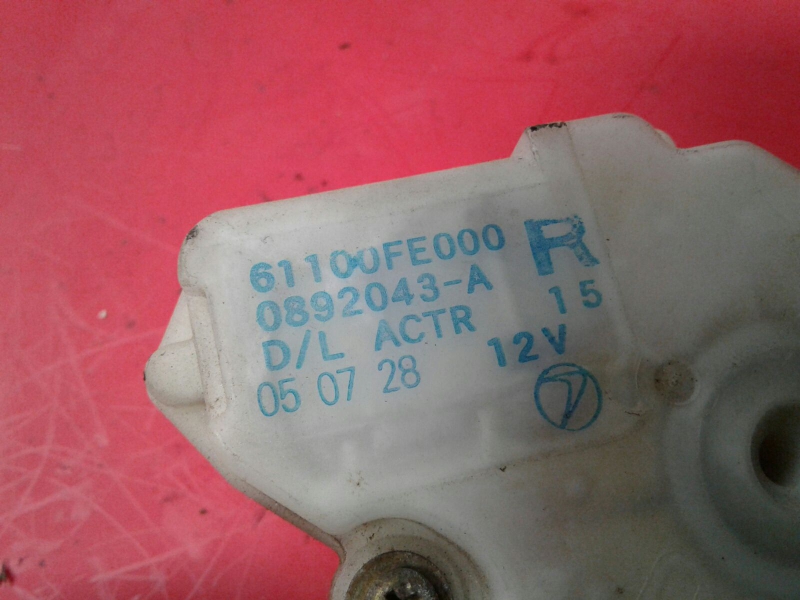 61100FE000 R
0892043-A 15
D/L ACTR 12V
05 07 28